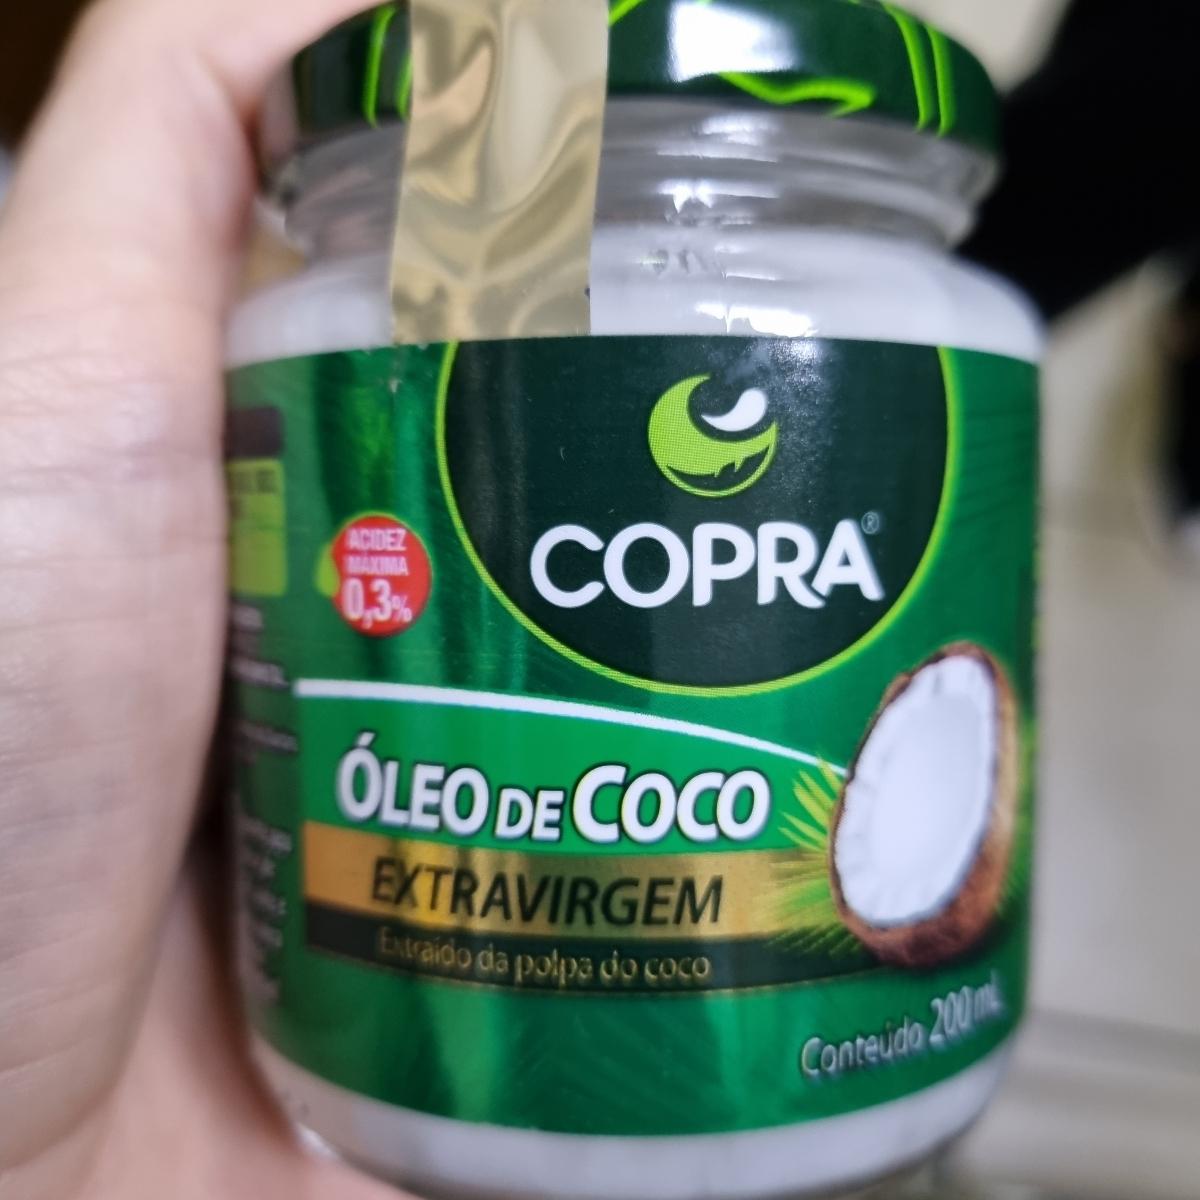 COPRA®
ACIDEZ
MÁXIMA
0,3%
ÓLEO DE COCO
EXTRAVIRGEM
Extraído da polpa do coco
Conteúdo 200 mL